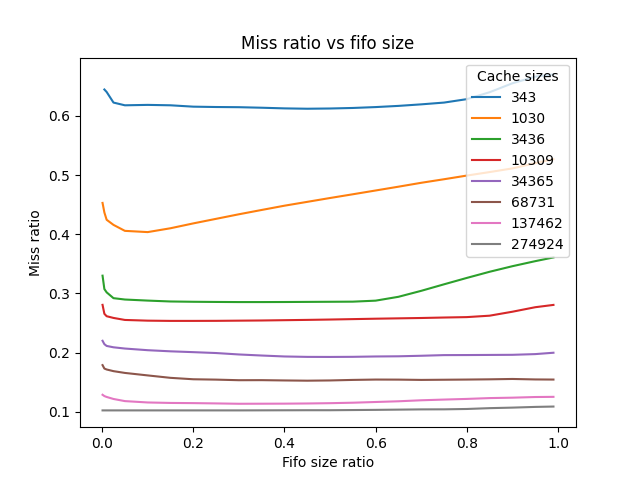 Miss ratio vs fifo size
Cache sizes
343
1030
3436
10309
34365
68731
137462
274924
Miss ratio
0.6
0.5
0.4
0.3
0.2
0.1
0.0 0.2 0.4 0.6 0.8 1.0
Fifo size ratio